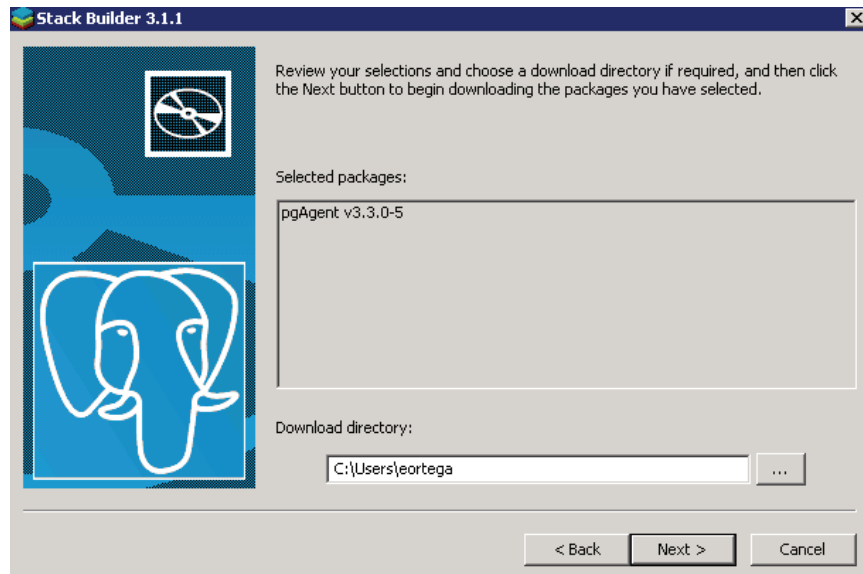 Stack Builder 3.1.1
Review your selections and choose a download directory if required, and then click
the Next button to begin downloading the packages you have selected.
Selected packages:
pgAgent v3.3.0-5
Download directory:
C:\Users\eortega
...
< Back
Next >
Cancel